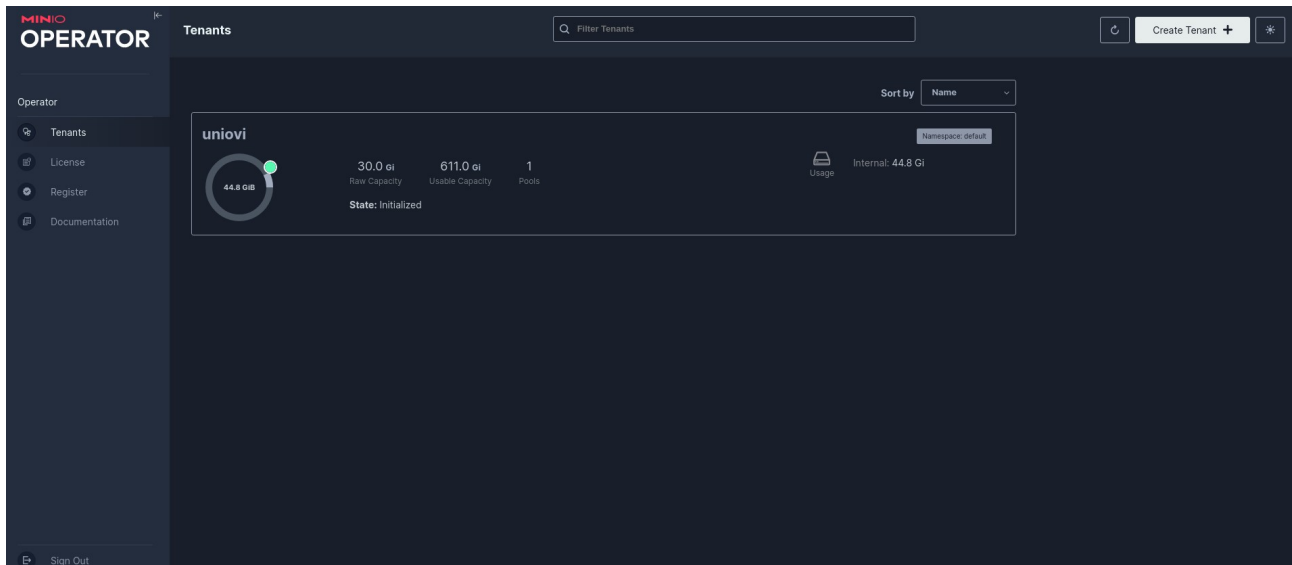 MINIO
OPERATOR
Tenants
Filter Tenants
Create Tenant
Operator
Tenants
License
Register
Documentation
Sign Out
Sort by
Name
uniovi
Namespace: default
44.8 GiB
30.0 Gi
Raw Capacity
611.0 Gi
Usable Capacity
1
Pools
State: Initialized
Usage
Internal: 44.8 Gi